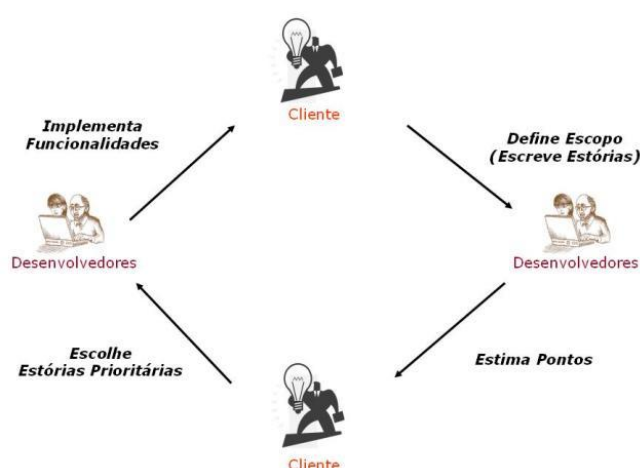 Cliente
Implementa
Funcionalidades
Define Escopo
(Escreve Estórias)
Desenvolvedores
Desenvolvedores
Escolhe
Estórias Prioritárias
Estima Pontos
Cliente